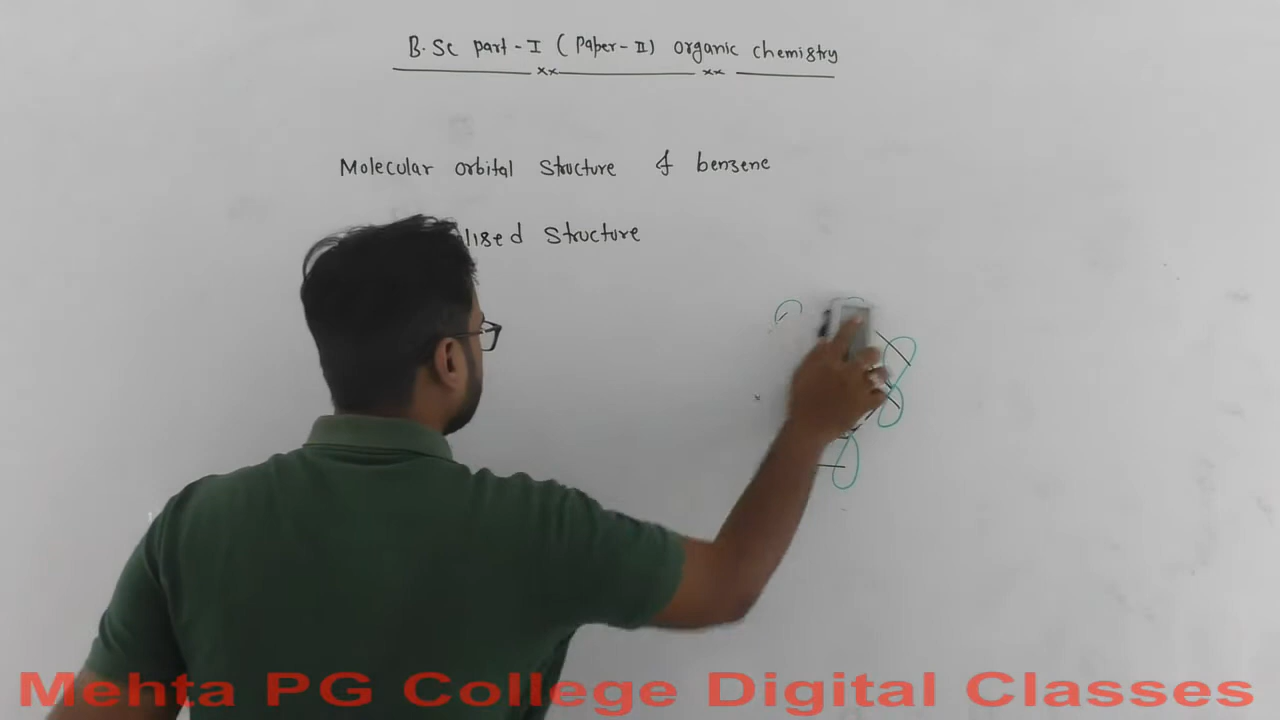 B.Sc part-I (Paper-II) organic chemistry
Molecular orbital Structure of benzene
lised Structure
Mehta PG College Digital Classes